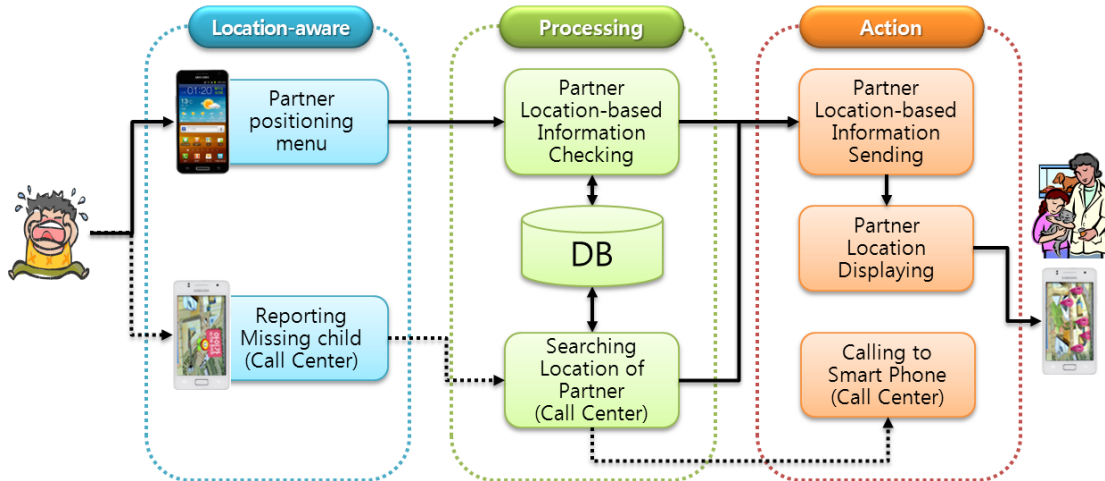 Location-aware
Processing
Action
Partner
positioning
menu
Partner
Location-based
Information
Checking
Partner
Location-based
Information
Sending
DB
Partner
Location
Displaying
Reporting
Missing child
(Call Center)
Searching
Location of
Partner
(Call Center)
Calling to
Smart Phone
(Call Center)
01:20